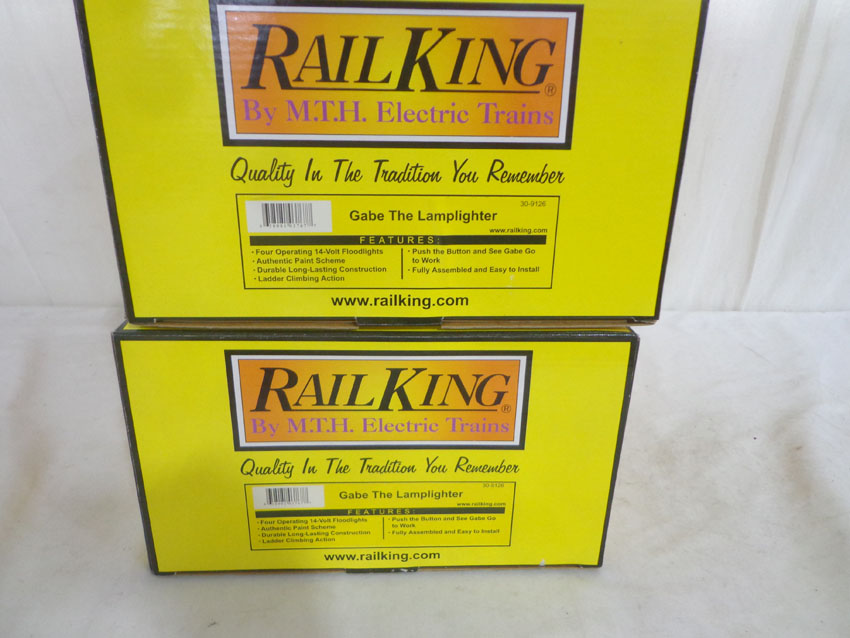 RAILKING®
By M.T.H. Electric Trains
Quality In The Tradition You Remember
30-9126
Gabe The Lamplighter
www.railking.com
FEATURES:
· Four Operating 14-Volt Floodlights
· Authentic Paint Scheme
· Durable Long-Lasting Construction
· Ladder Climbing Action
· Push the Button and See Gabe Go
to Work
· Fully Assembled and Easy to Install
www.railking.com
RAILKING®
By M.T.H. Electric Trains
Quality In The Tradition You Remember
30-9126
Gabe The Lamplighter
www.railking.com
FEATURES:
· Four Operating 14-Volt Floodlights
· Authentic Paint Scheme
· Durable Long-Lasting Construction
· Ladder Climbing Action
· Push the Button and See Gabe Go
to Work
· Fully Assembled and Easy to Install
www.railking.com